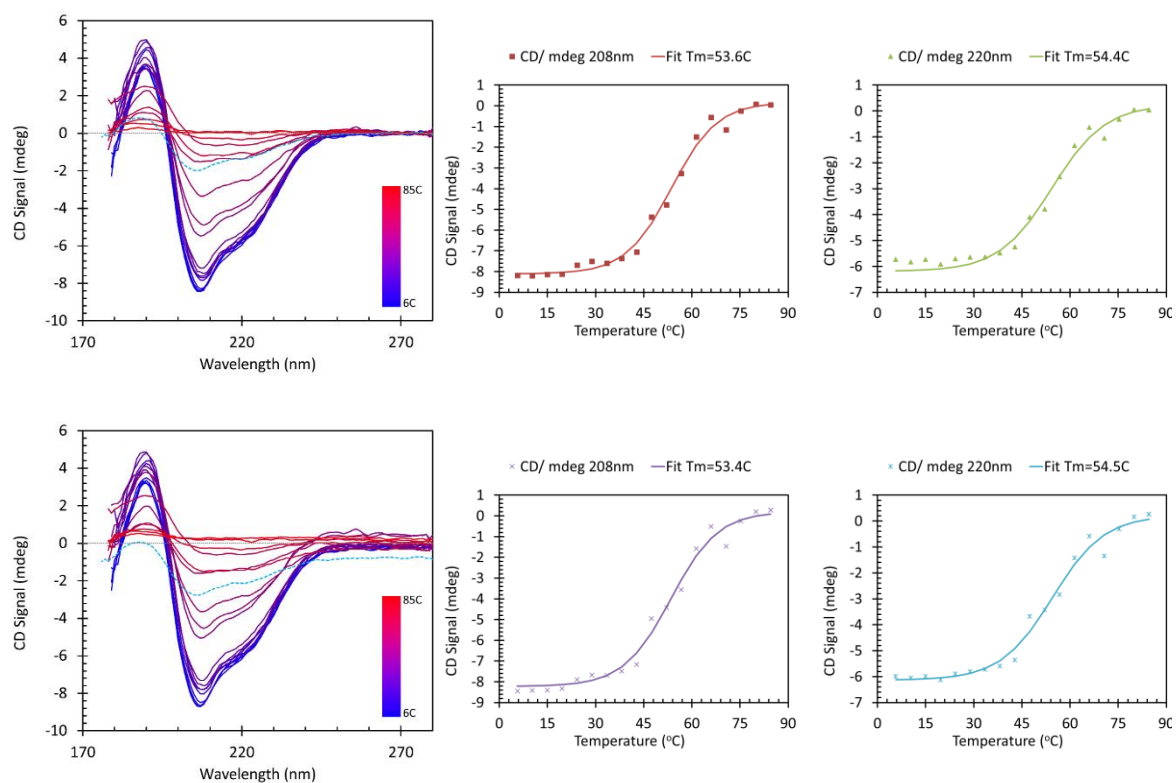 CD Signal (mdeg)
6
4
2
0
-2
-4
-6
-8
-10
170
220
270
Wavelength (nm)
85C
6C
CD/ mdeg 208nm
Fit Tm=53.6C
CD Signal (mdeg)
1
0
-1
-2
-3
-4
-5
-6
-7
-8
-9
0 15 30 45 60 75 90
Temperature (°C)
CD/ mdeg 220nm
Fit Tm=54.4C
CD Signal (mdeg)
1
0
-1
-2
-3
-4
-5
-6
-7
0 15 30 45 60 75 90
Temperature (°C)
CD Signal (mdeg)
6
4
2
0
-2
-4
-6
-8
-10
170
220
270
Wavelength (nm)
85C
6C
CD/ mdeg 208nm
Fit Tm=53.4C
CD Signal (mdeg)
1
0
-1
-2
-3
-4
-5
-6
-7
-8
-9
0 15 30 45 60 75 90
Temperature (°C)
CD/ mdeg 220nm
Fit Tm=54.5C
CD Signal (mdeg)
1
0
-1
-2
-3
-4
-5
-6
-7
0 15 30 45 60 75 90
Temperature (°C)